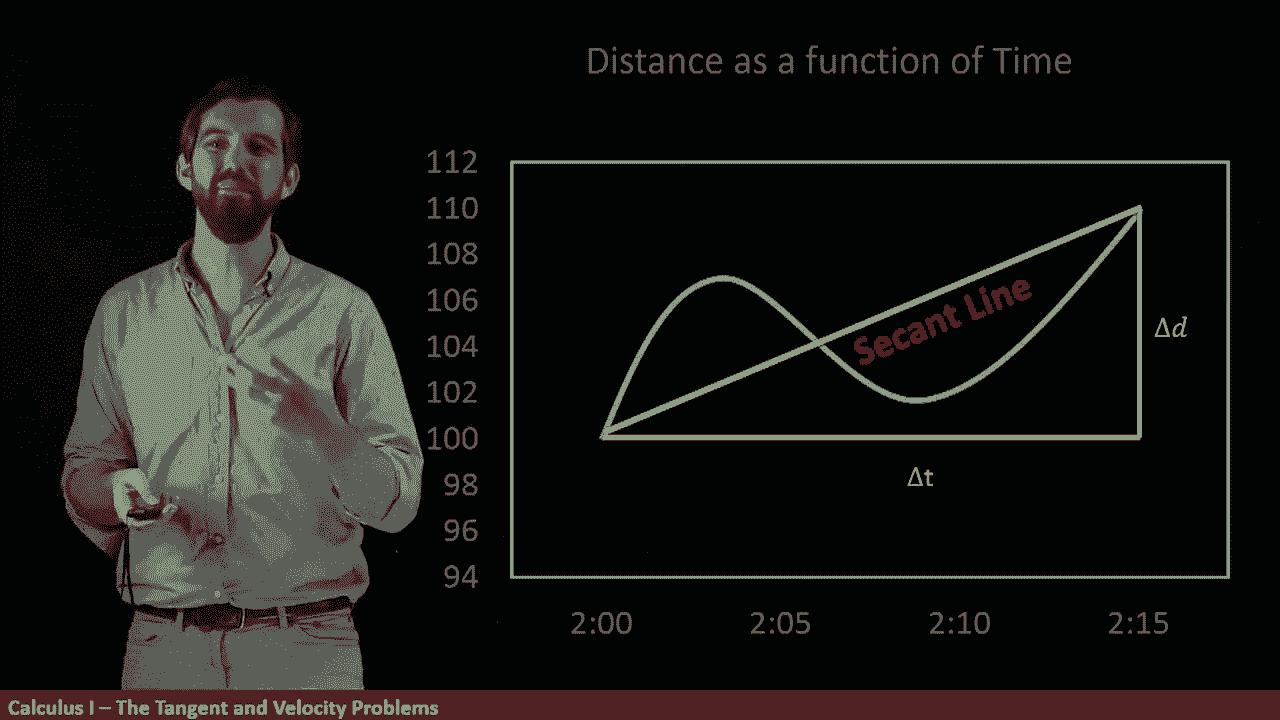 Distance as a function of Time
112
110
108
106
104
102
100
98
96
94
Secant Line
Δd
Δt
2:00 2:05 2:10 2:15
Calculus I – The Tangent and Velocity Problems